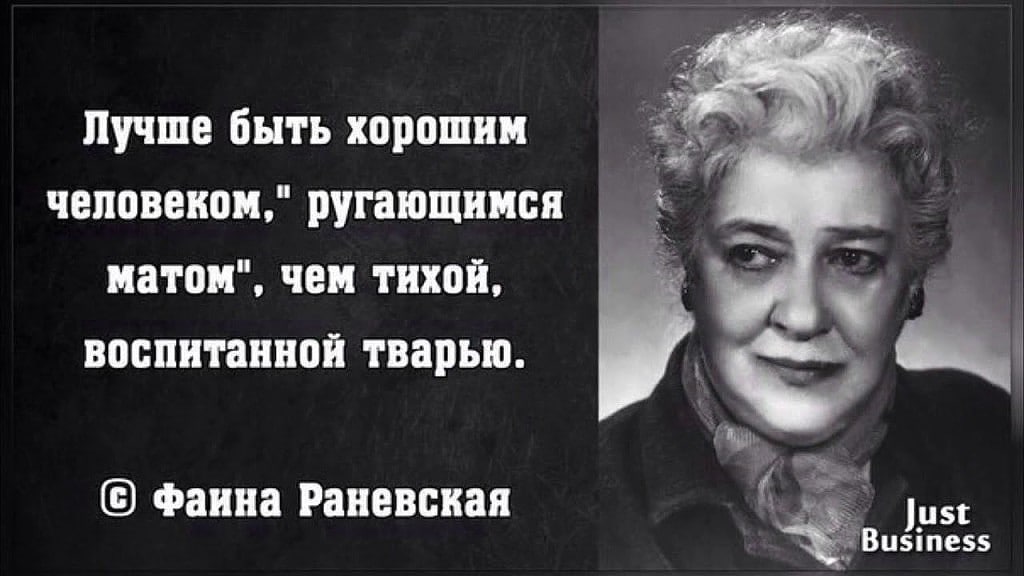 Лучше быть хорошим
человеком," ругающимся
матом", чем тихой,
воспитанной тварью.
© Фаина Раневская
Just
Business